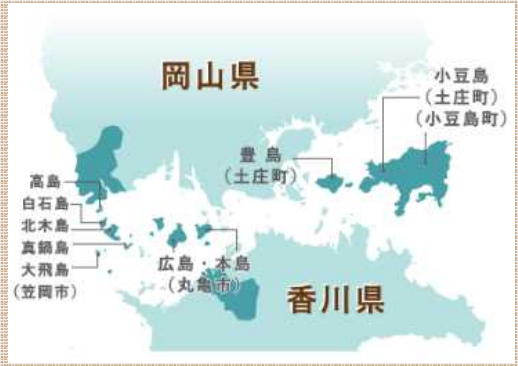 岡山県
小豆島
（土庄町）
（小豆島町）
豊島
（土庄町）
高島
白石島
北木島
真鍋島
大飛島
（笠岡市）
広島・本島
（丸亀市）
香川県